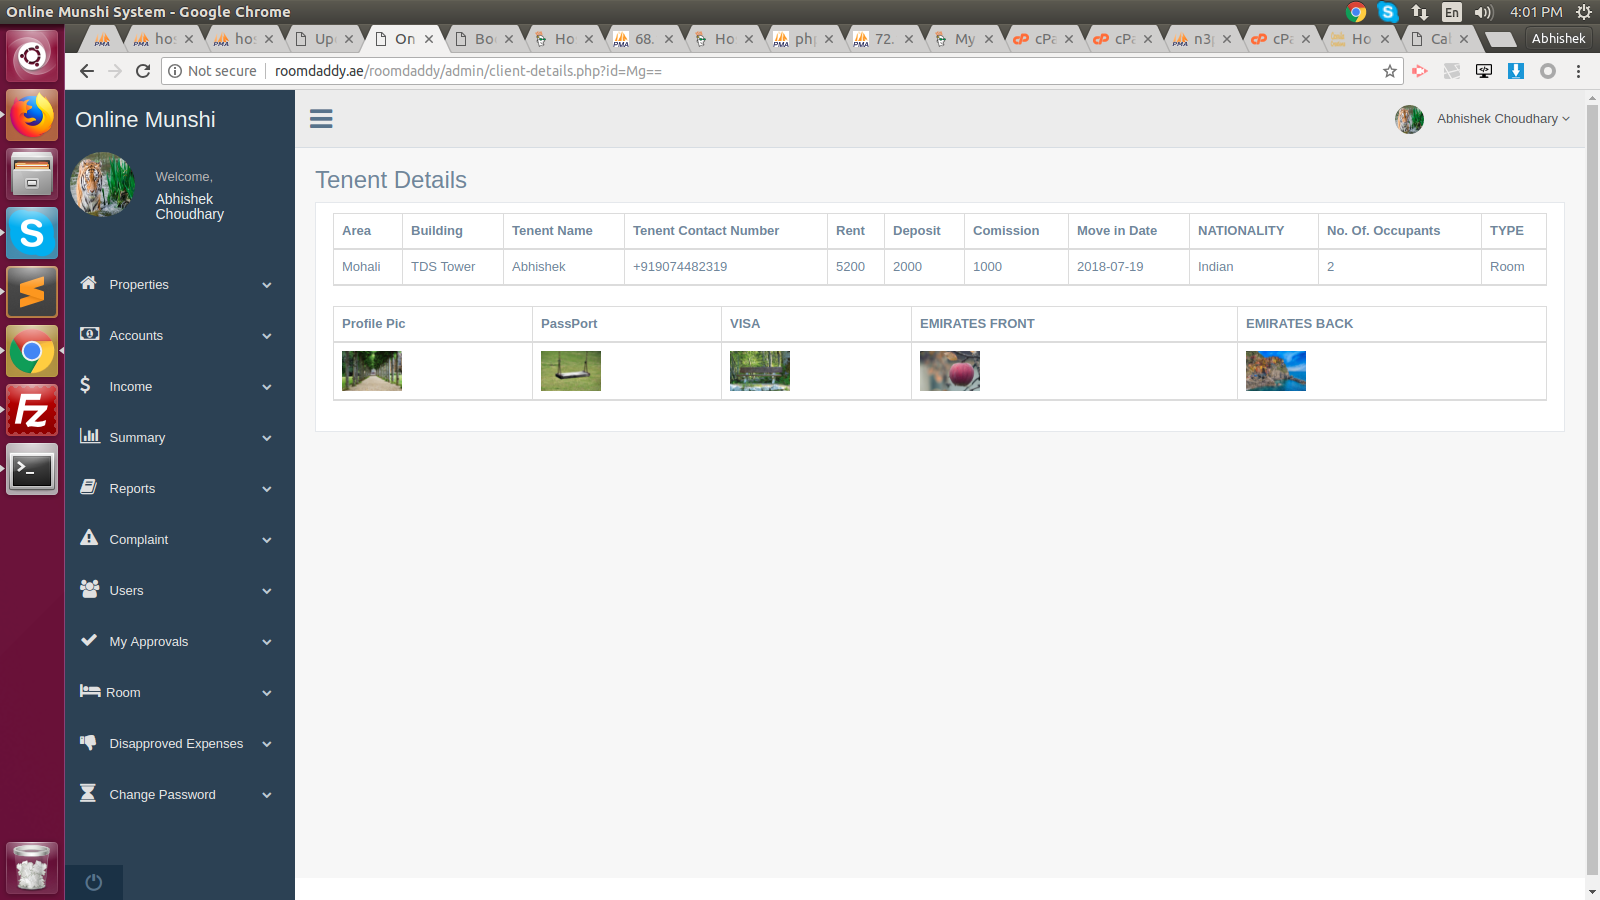 Online Munshi System - Google Chrome
En
4:01 PM
hos
hos
Up
On
Bo
Ho
68.
Ho
php
72.
My
cPa
cPa
n3p
cPa
Ho
Cal
Abhishek
Not secure
roomdaddy.ae/roomdaddy/admin/client-details.php?id=Mg==
Online Munshi
Welcome,
Abhishek
Choudhary
Properties
Accounts
Income
Summary
Reports
Complaint
Users
My Approvals
Room
Disapproved Expenses
Change Password
Abhishek Choudhary
Tenent Details
Area Building Tenent Name Tenent Contact Number Rent Deposit Comission Move in Date NATIONALITY No. Of. Occupants TYPE
Mohali TDS Tower Abhishek +919074482319 5200 2000 1000 2018-07-19 Indian 2 Room
Profile Pic PassPort VISA EMIRATES FRONT EMIRATES BACK